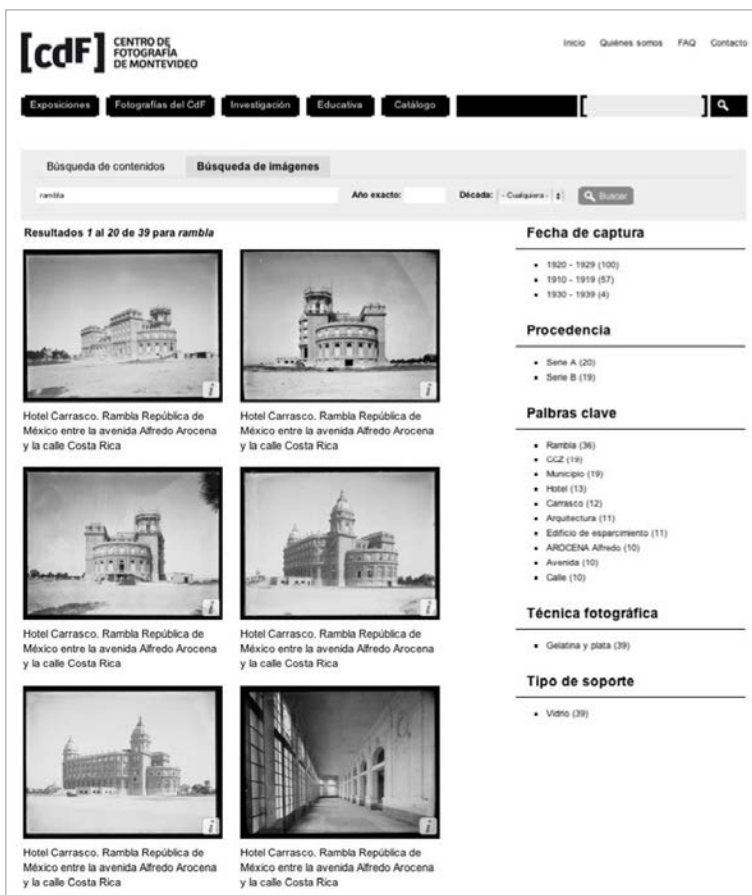 [cdF] CENTRO DE
FOTOGRAFÍA
DE MONTEVIDEO
Inicio Quiénes somos FAQ Contacto
Exposiciones Fotografías del CdF Investigación Educativa Catálogo
Búsqueda de contenidos Búsqueda de imágenes
rambla Año exacto: Década: - Cualquiera - Buscar
Resultados 1 al 20 de 39 para rambla
Hotel Carrasco. Rambla República de
México entre la avenida Alfredo Arocena
y la calle Costa Rica
Hotel Carrasco. Rambla República de
México entre la avenida Alfredo Arocena
y la calle Costa Rica
Hotel Carrasco. Rambla República de
México entre la avenida Alfredo Arocena
y la calle Costa Rica
Hotel Carrasco. Rambla República de
México entre la avenida Alfredo Arocena
y la calle Costa Rica
Hotel Carrasco. Rambla República de
México entre la avenida Alfredo Arocena
y la calle Costa Rica
Hotel Carrasco. Rambla República de
México entre la avenida Alfredo Arocena
y la calle Costa Rica
Fecha de captura
1920 - 1929 (100)
1910 - 1919 (57)
1930 - 1939 (4)
Procedencia
Serie A (20)
Serie B (19)
Palbras clave
Rambla (36)
CCZ (19)
Municipio (19)
Hotel (13)
Carrasco (12)
Arquitectura (11)
Edificio de esparcimiento (11)
AROCENA Alfredo (10)
Avenida (10)
Calle (10)
Técnica fotográfica
Gelatina y plata (39)
Tipo de soporte
Vidrio (39)